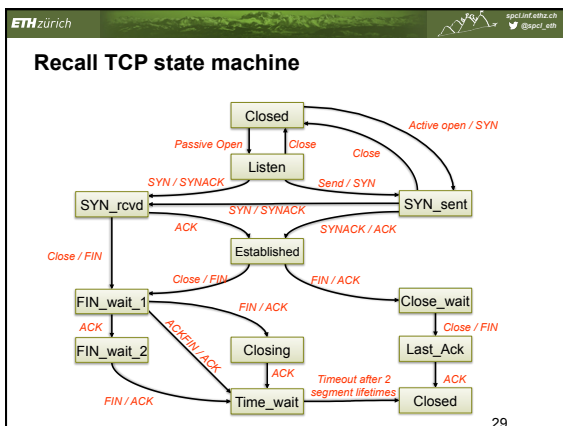 ETHzürich
spcl.inf.ethz.ch
@spcl_eth
Recall TCP state machine
Closed
Active open / SYN
Passive Open
Close
Close
Listen
SYN / SYNACK
Send / SYN
SYN_rcvd
SYN / SYNACK
SYN_sent
ACK
SYNACK / ACK
Established
Close / FIN
Close / FIN
FIN / ACK
FIN_wait_1
FIN / ACK
Close_wait
ACK
ACKFIN / ACK
Close / FIN
FIN_wait_2
Closing
Last_Ack
ACK
Timeout after 2
segment lifetimes
ACK
FIN / ACK
Time_wait
Closed
29